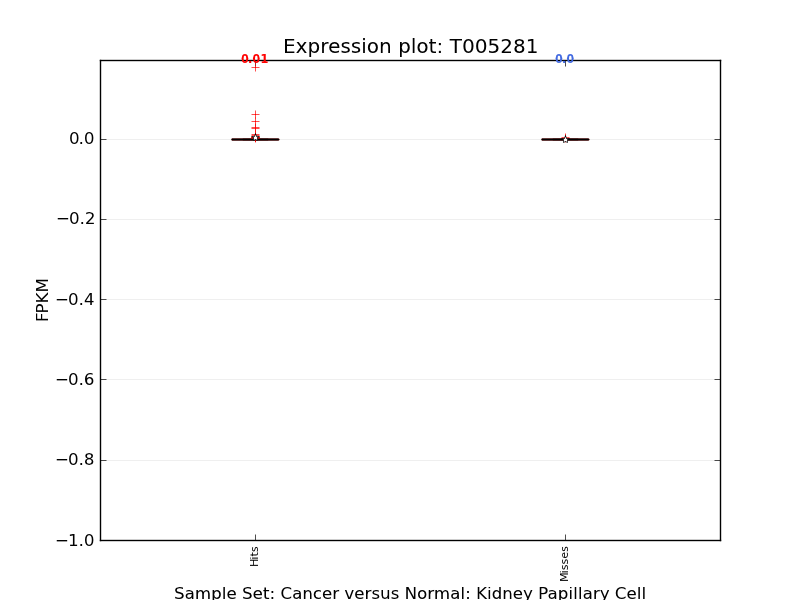 Expression plot: T005281
0.01
0.0
0.0
−0.2
−0.4
−0.6
−0.8
−1.0
FPKM
Hits
Misses
Sample Set: Cancer versus Normal: Kidney Papillary Cell